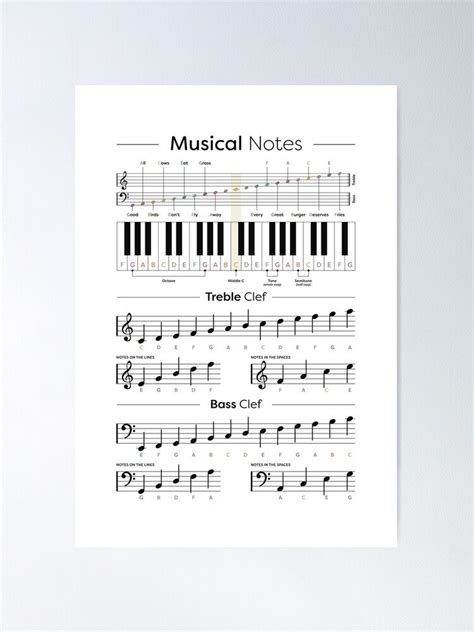 Musical Notes
All Cows Eat Grass F A C E
Treble
Bass
Good Birds Don't Fly Away Every Great Burger Deserves Fries
F G A B C D E F G A B C D E F G A B C D E F
Octave Middle C Tone Semitone
(whole step) (half step)
Treble Clef
C D E F G A B C D E F G A
NOTES ON THE LINES NOTES IN THE SPACES
E G B D F F A C E
Bass Clef
E F G A B C D E F G A B C
NOTES ON THE LINES NOTES IN THE SPACES
G B D F A A C E G